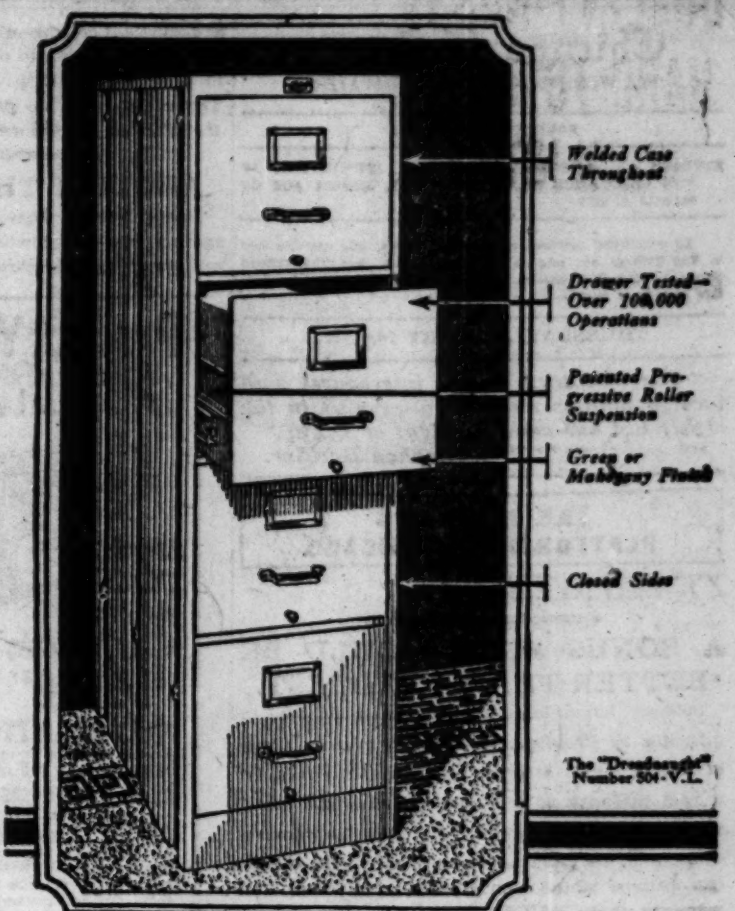 Welded Case
Throughout
Drawer Tested—
Over 100,000
Operations
Patented Pro-
gressive Roller
Suspension
Green or
Mahogany Finish
Closed Sides
The "Dreadnaught"
Number 504-V.L.